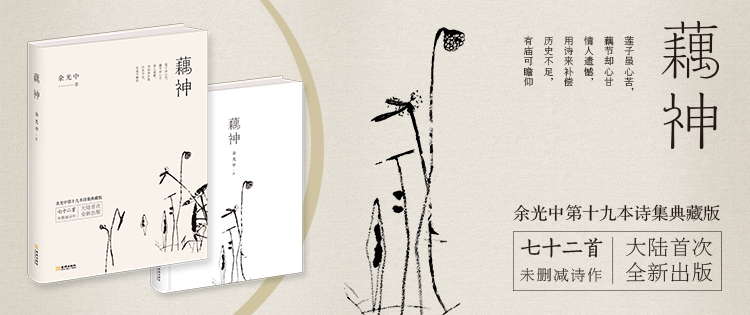 藕神
莲子虽心苦，
藕节却心甘
情人遗憾，
用诗来补偿
历史不足，
有庙可瞻仰
余光中第十九本诗集典藏版
七十二首
未删减诗作
大陆首次
全新出版
藕神
余光中 著
藕神
余光中 著
余光中第十九本诗集典藏版
七十二首
未删减诗作
大陆首次
全新出版
藕神
余光中 著